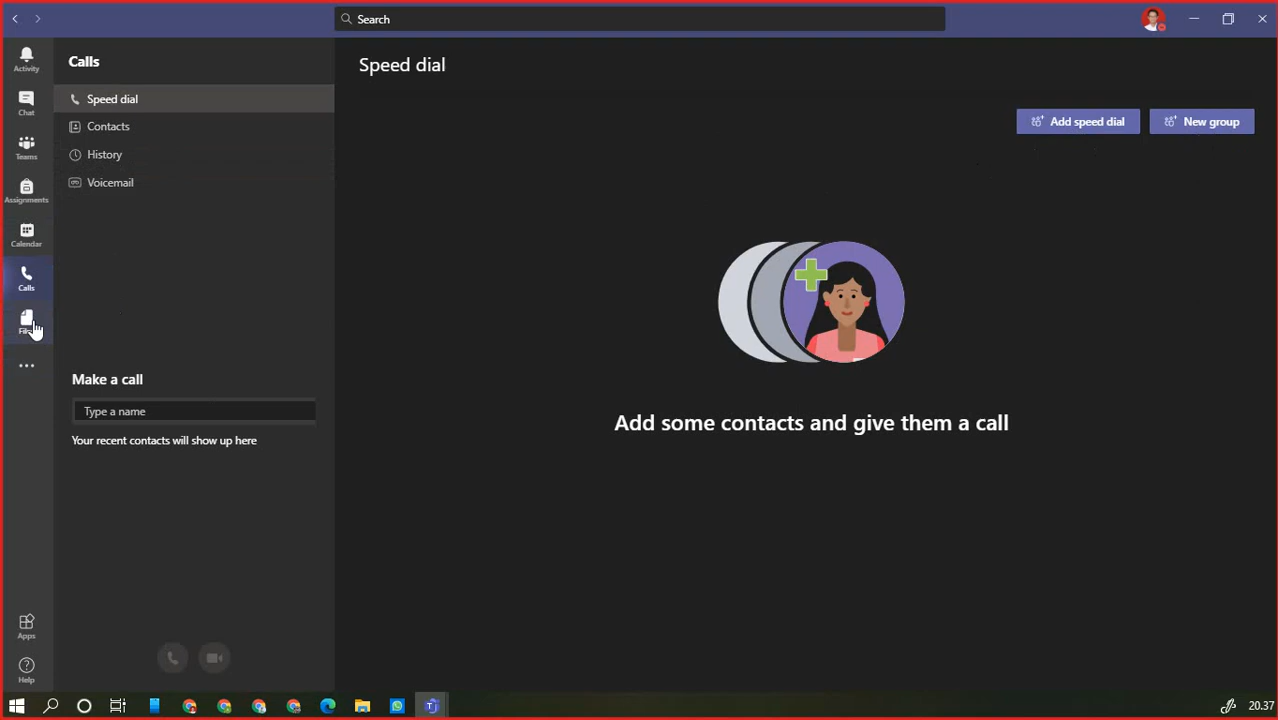 Search
Activity
Chat
Teams
Assignments
Calendar
Calls
Files
Apps
Help
Calls
Speed dial
Contacts
History
Voicemail
Make a call
Type a name
Your recent contacts will show up here
Speed dial
Add speed dial
New group
Add some contacts and give them a call
20.37